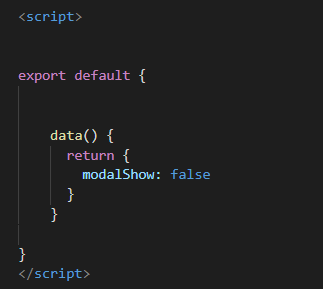 <script>
export default {
data() {
return {
modalShow: false
}
}
}
</script>